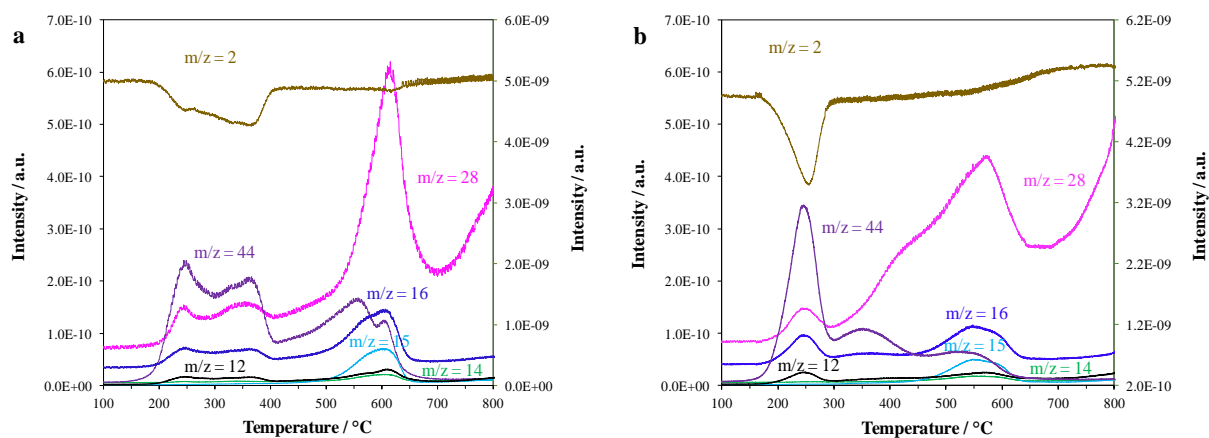 a
7.0E-10
6.0E-10
5.0E-10
4.0E-10
3.0E-10
2.0E-10
1.0E-10
0.0E+00
Intensity / a.u.
6.0E-09
5.0E-09
4.0E-09
3.0E-09
2.0E-09
1.0E-09
0.0E+00
Intensity / a.u.
m/z = 2
m/z = 28
m/z = 44
m/z = 16
m/z = 15
m/z = 12
m/z = 14
100 200 300 400 500 600 700 800
Temperature / °C
b
7.0E-10
6.0E-10
5.0E-10
4.0E-10
3.0E-10
2.0E-10
1.0E-10
0.0E+00
Intensity / a.u.
6.2E-09
5.2E-09
4.2E-09
3.2E-09
2.2E-09
1.2E-09
2.0E-10
Intensity / a.u.
m/z = 2
m/z = 28
m/z = 44
m/z = 16
m/z = 15
m/z = 12
m/z = 14
100 200 300 400 500 600 700 800
Temperature / °C